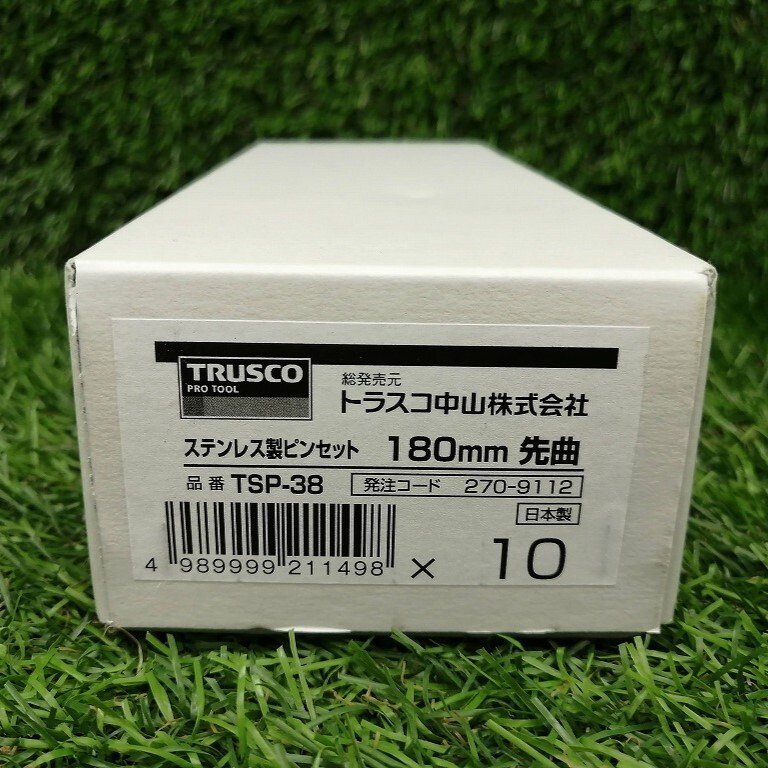 TRUSCO
PRO TOOL
総発売元
トラスコ中山株式会社
ステンレス製ピンセット 180mm 先曲
品番 TSP-38 発注コード 270-9112
日本製
4 989999 211498 × 10